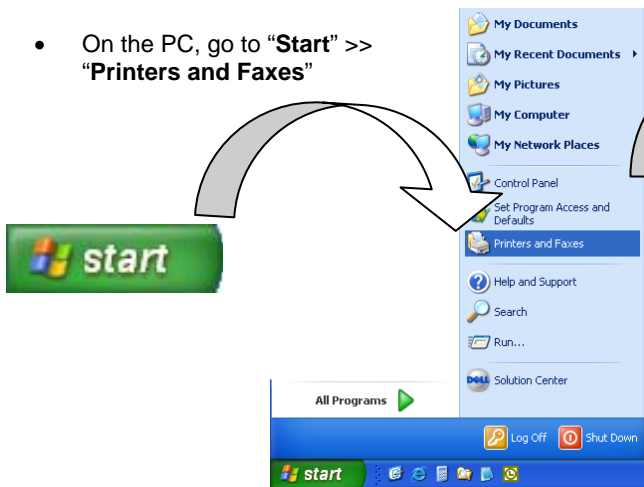 • On the PC, go to “Start” >>
“Printers and Faxes”
start
My Documents
My Recent Documents
My Pictures
My Computer
My Network Places
Control Panel
Set Program Access and
Defaults
Printers and Faxes
Help and Support
Search
Run...
DELL Solution Center
All Programs
Log Off Shut Down
start